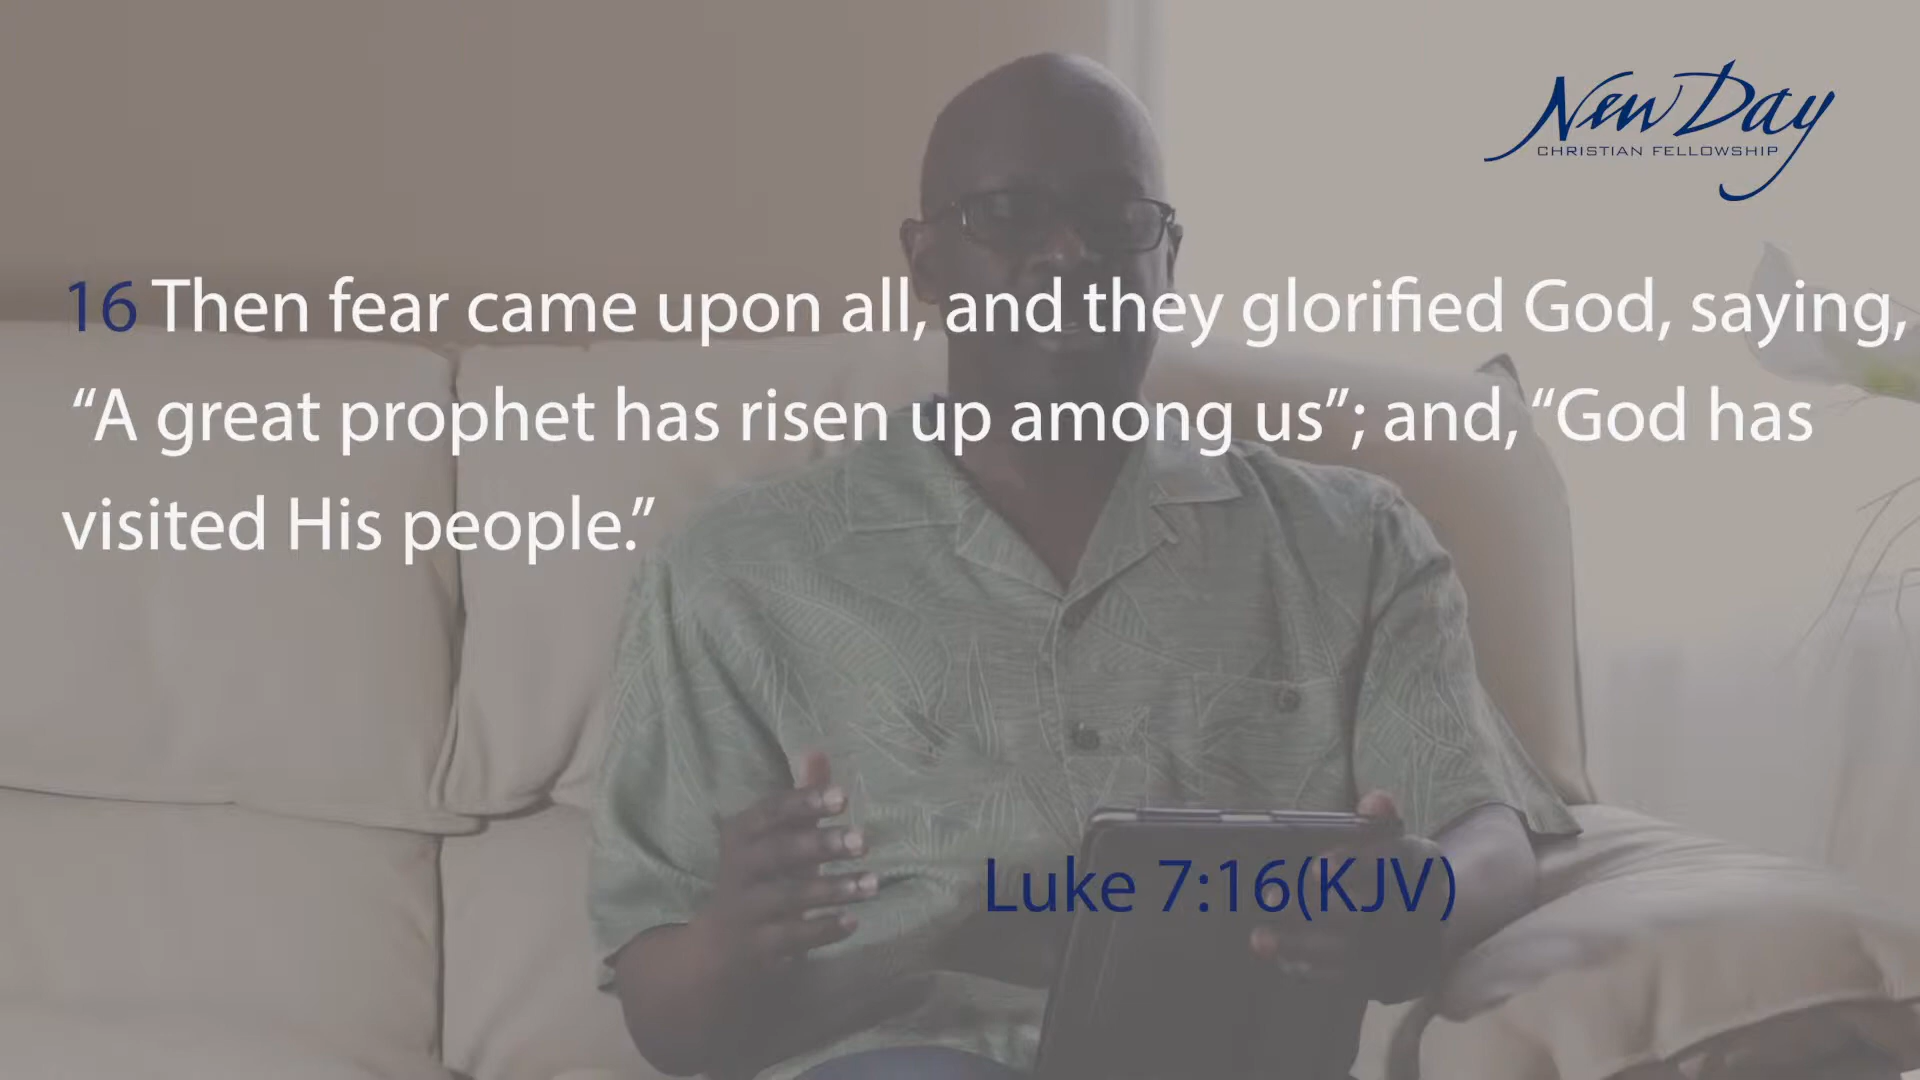 New Day
CHRISTIAN FELLOWSHIP
16 Then fear came upon all, and they glorified God, saying,
“A great prophet has risen up among us”; and, “God has
visited His people.”
Luke 7:16(KJV)